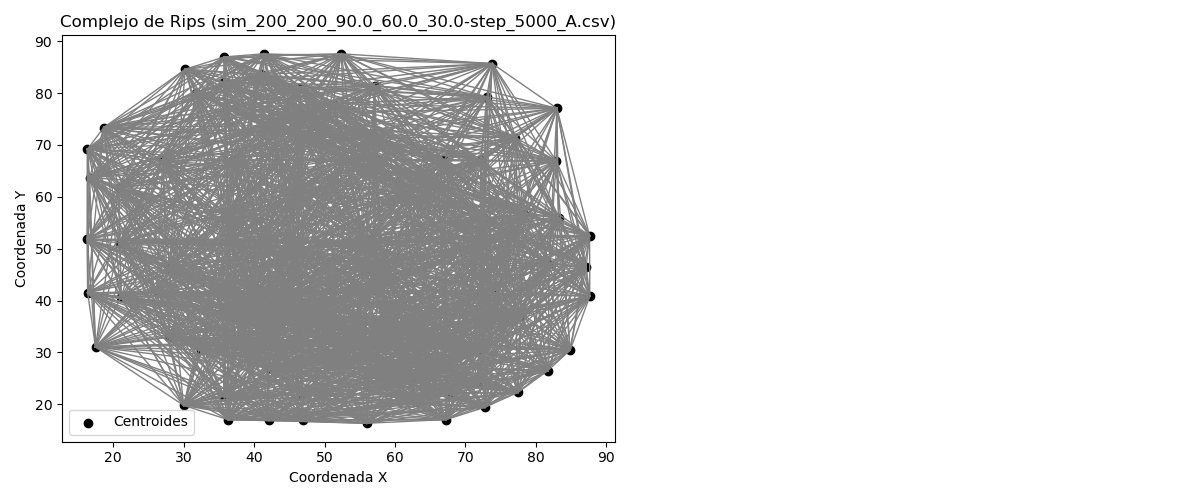 Complejo de Rips (sim_200_200_90.0_60.0_30.0-step_5000_A.csv)
90
80
70
60
50
40
30
20
Coordenada Y
Centroides
20 30 40 50 60 70 80 90
Coordenada X